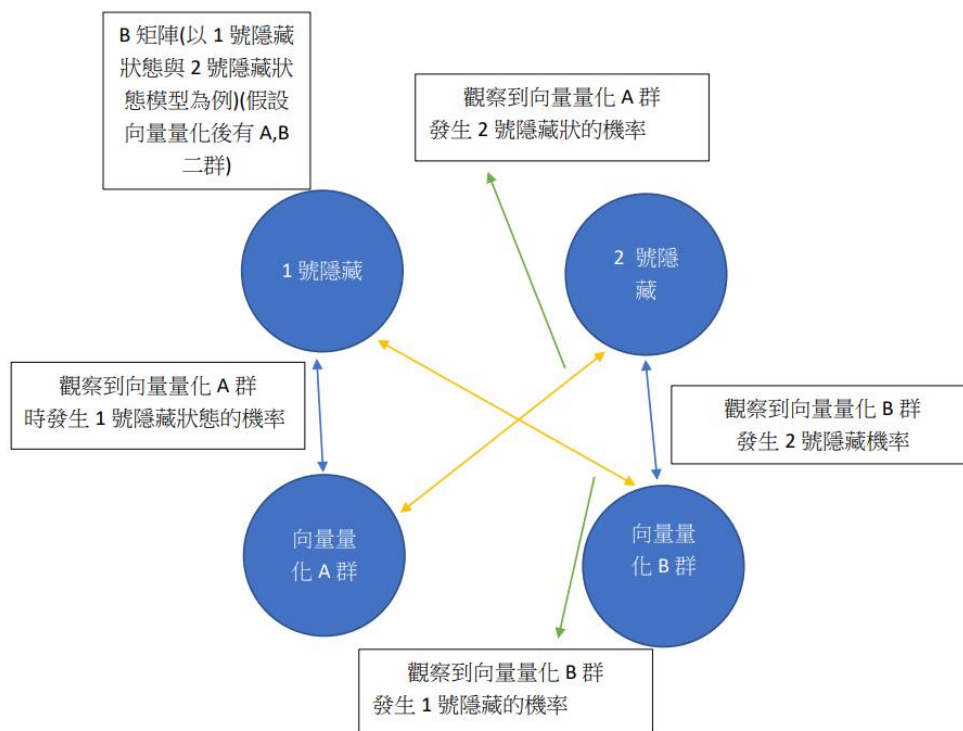 B 矩陣(以 1 號隱藏
狀態與 2 號隱藏狀
態模型為例)(假設
向量量化後有 A,B
二群)
觀察到向量量化 A 群
發生 2 號隱藏狀的機率
1 號隱藏
2 號隱
藏
觀察到向量量化 A 群
時發生 1 號隱藏狀態的機率
觀察到向量量化 B 群
發生 2 號隱藏機率
向量量
化 A 群
向量量
化 B 群
觀察到向量量化 B 群
發生 1 號隱藏的機率